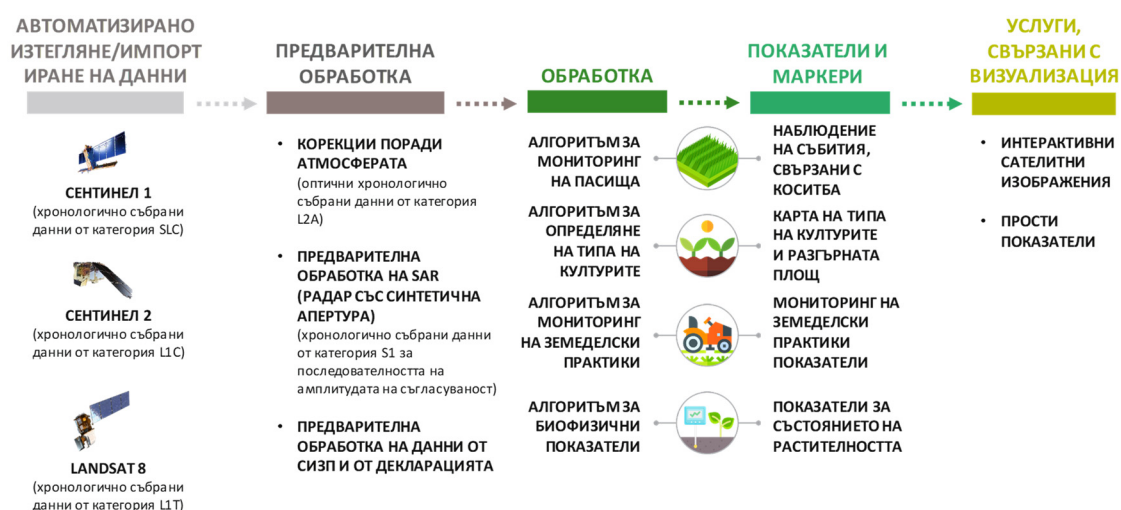 АВТОМАТИЗИРАНО
ИЗТЕГЛЯНЕ/ИМПОРТ
ИРАНЕ НА ДАННИ
СЕНТИНЕЛ 1
(хронологично събрани
данни от категория SLC)
СЕНТИНЕЛ 2
(хронологично събрани
данни от категория L1C)
LANDSAT 8
(хронологично събрани
данни от категория L1T)
ПРЕДВАРИТЕЛНА
ОБРАБОТКА
• КОРЕКЦИИ ПОРАДИ
АТМОСФЕРАТА
(оптични хронологично
събрани данни от категория
L2A)
• ПРЕДВАРИТЕЛНА
ОБРАБОТКА НА SAR
(РАДАР СЪС СИНТЕТИЧНА
АПЕРТУРА)
(хронологично събрани данни
от категория S1 за
последователността на
амплитудата на съгласуваност)
• ПРЕДВАРИТЕЛНА
ОБРАБОТКА НА ДАННИ ОТ
СИЗП И ОТ ДЕКЛАРАЦИЯТА
ОБРАБОТКА
АЛГОРИТЪМ ЗА
МОНИТОРИНГ
НА ПАСИЩА
АЛГОРИТЪМ ЗА
ОПРЕДЕЛЯНЕ
НА ТИПА НА
КУЛТУРИТЕ
АЛГОРИТЪМ ЗА
МОНИТОРИНГ
НА ЗЕМЕДЕЛСКИ
ПРАКТИКИ
АЛГОРИТЪМ ЗА
БИОФИЗИЧНИ
ПОКАЗАТЕЛИ
ПОКАЗАТЕЛИ И
МАРКЕРИ
НАБЛЮДЕНИЕ
НА СЪБИТИЯ,
СВЪРЗАНИ С
КОСИТБА
КАРТА НА ТИПА
НА КУЛТУРИТЕ
И РАЗГЪРНАТА
ПЛОЩ
МОНИТОРИНГ НА
ЗЕМЕДЕЛСКИ
ПРАКТИКИ
ПОКАЗАТЕЛИ
ПОКАЗАТЕЛИ ЗА
СЪСТОЯНИЕТО НА
РАСТИТЕЛНОСТТА
УСЛУГИ,
СВЪРЗАНИ С
ВИЗУАЛИЗАЦИЯ
• ИНТЕРАКТИВНИ
САТЕЛИТНИ
ИЗОБРАЖЕНИЯ
• ПРОСТИ
ПОКАЗАТЕЛИ